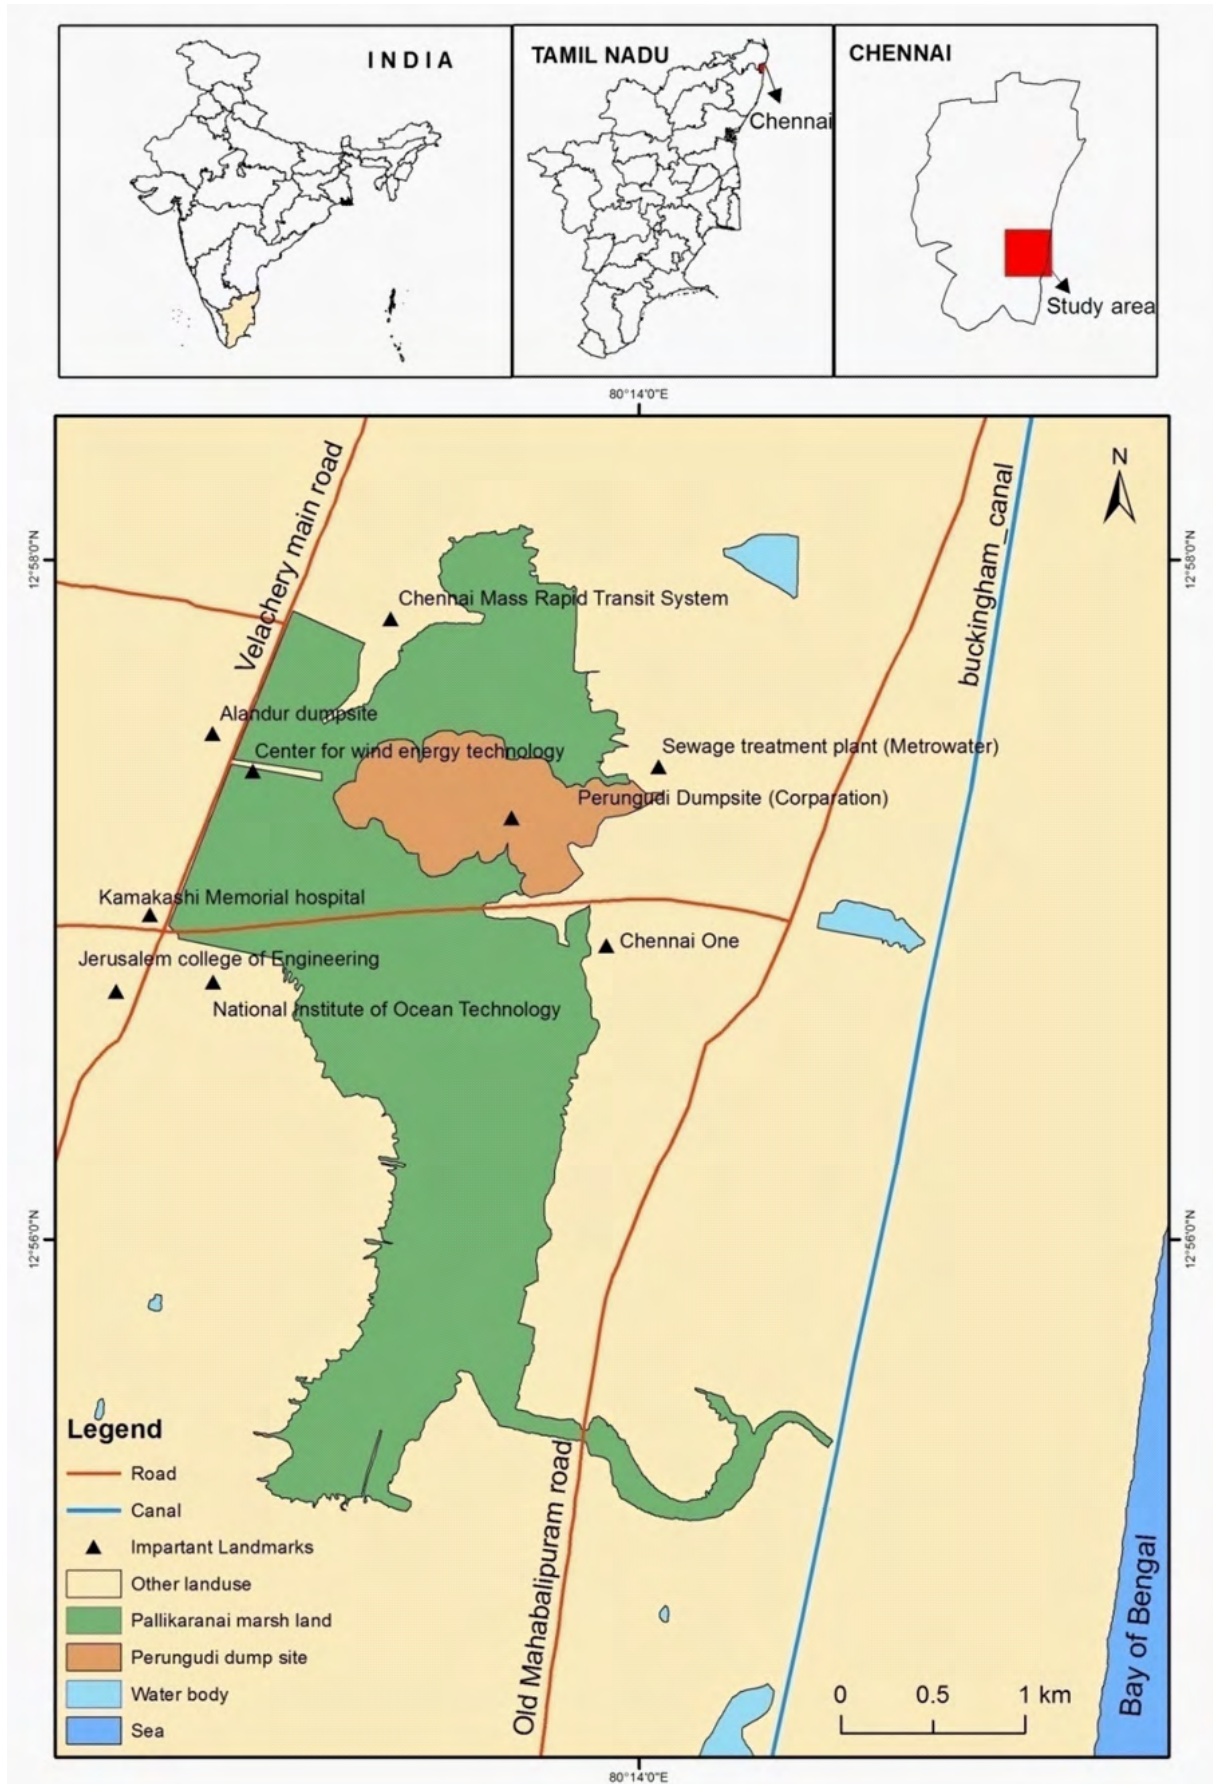 INDIA
TAMIL NADU
Chennai
CHENNAI
Study area
80°14'0"E
N
Velachery main road
buckingham_canal
12°58'0"N
12°58'0"N
Chennai Mass Rapid Transit System
Alandur dumpsite
Center for wind energy technology
Sewage treatment plant (Metrowater)
Perungudi Dumpsite (Corparation)
Kamakashi Memorial hospital
Chennai One
Jerusalem college of Engineering
National Institute of Ocean Technology
12°56'0"N
12°56'0"N
Old Mahabalipuram road
Bay of Bengal
Legend
Road
Canal
Impartant Landmarks
Other landuse
Pallikaranai marsh land
Perungudi dump site
Water body
Sea
0 0.5 1 km
80°14'0"E